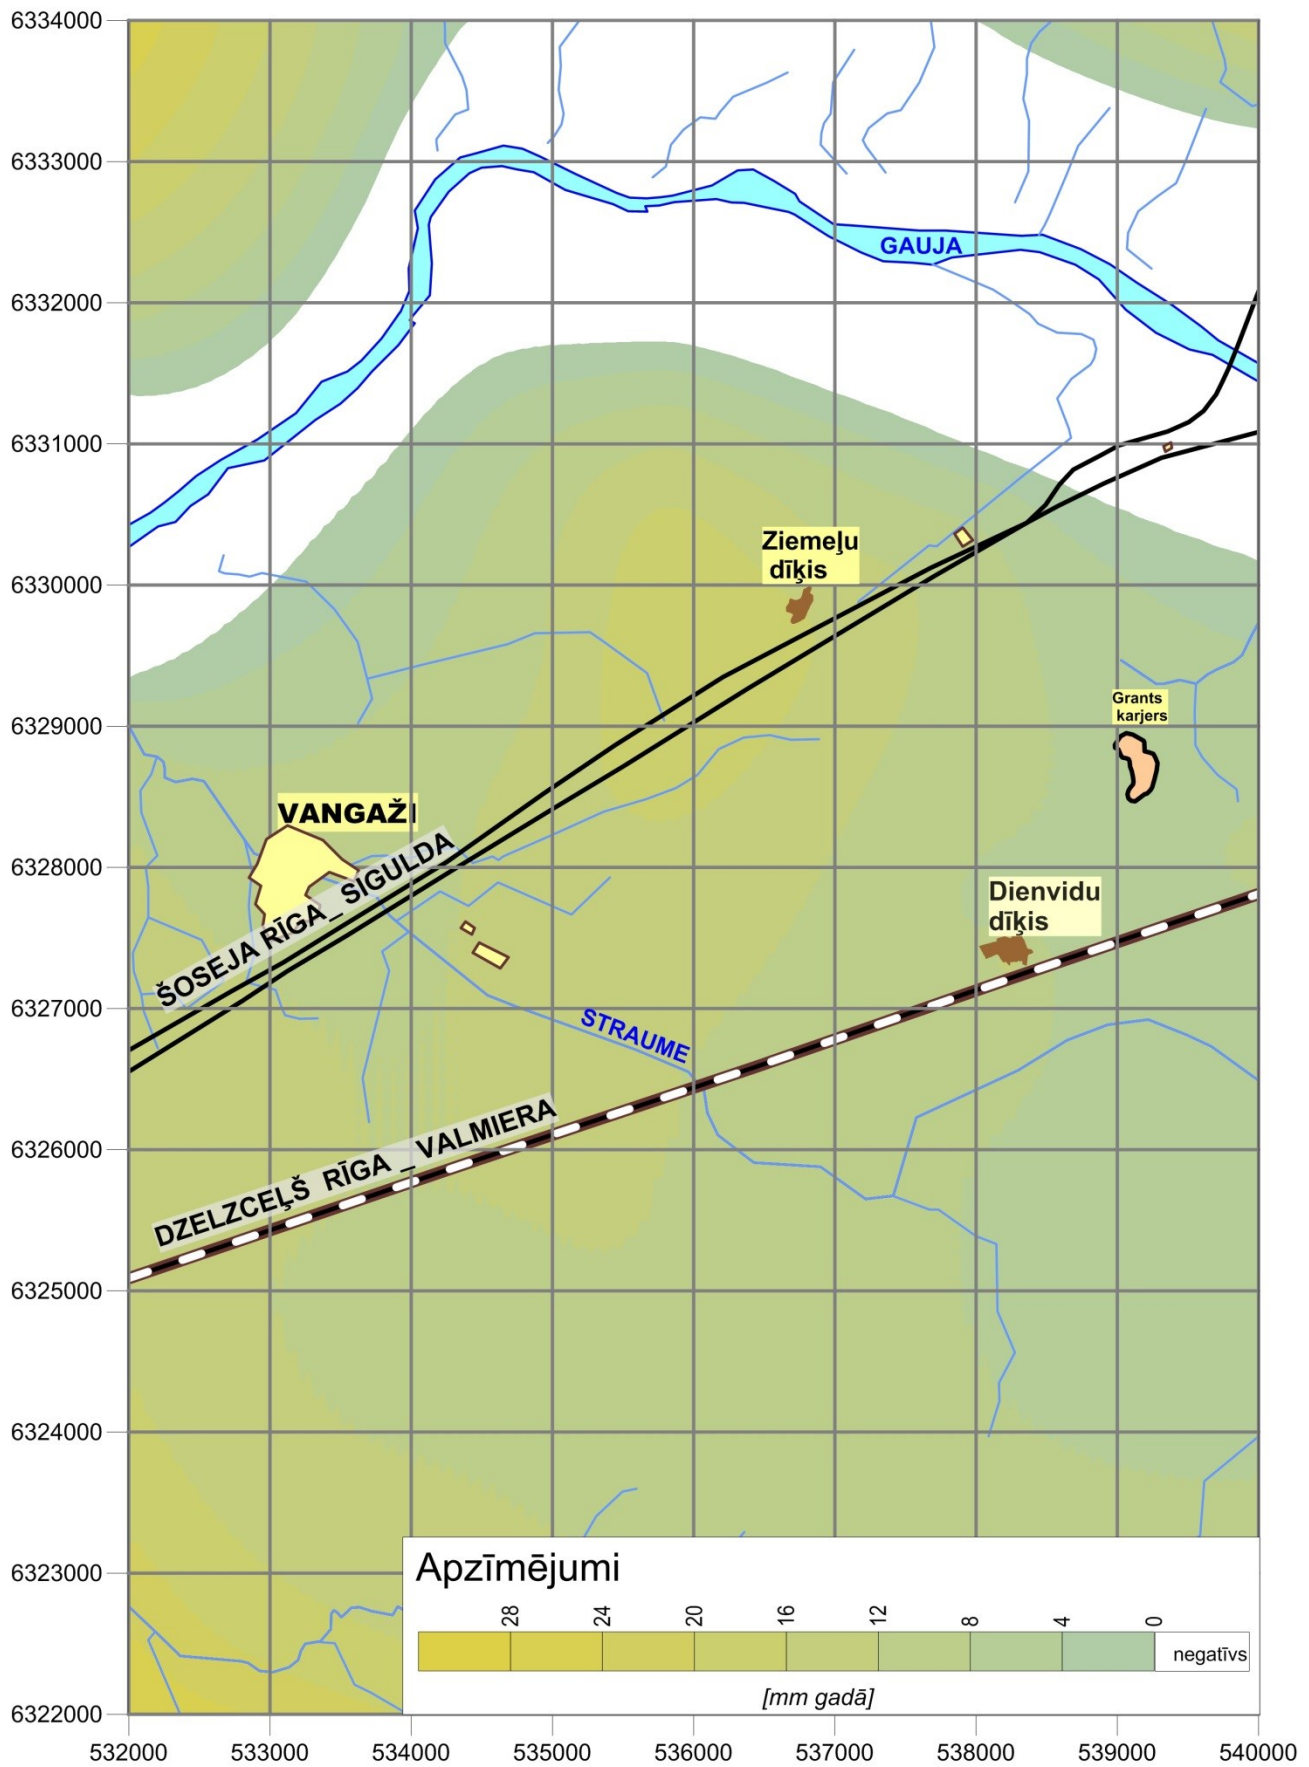 6334000
6333000
6332000
6331000
6330000
6329000
6328000
6327000
6326000
6325000
6324000
6323000
6322000
GAUJA
Ziemeļu
dīķis
Grants
karjers
VANGAŽI
ŠOSEJA RĪGA_SIGULDA
Dienvidu
dīķis
STRAUME
DZELZCEĻŠ RĪGA_VALMIERA
Apzīmējumi
28 24 20 16 12 8 4 0
negatīvs
[mm gadā]
532000 533000 534000 535000 536000 537000 538000 539000 540000